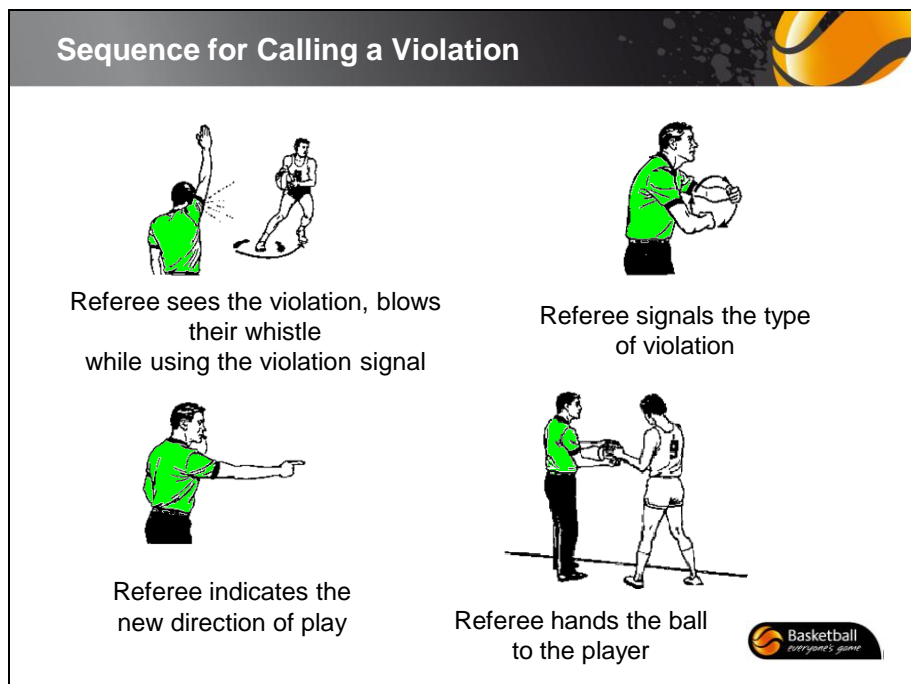 Sequence for Calling a Violation
Referee sees the violation, blows
their whistle
while using the violation signal
Referee signals the type
of violation
Referee indicates the
new direction of play
Referee hands the ball
to the player
Basketball
everyone's game